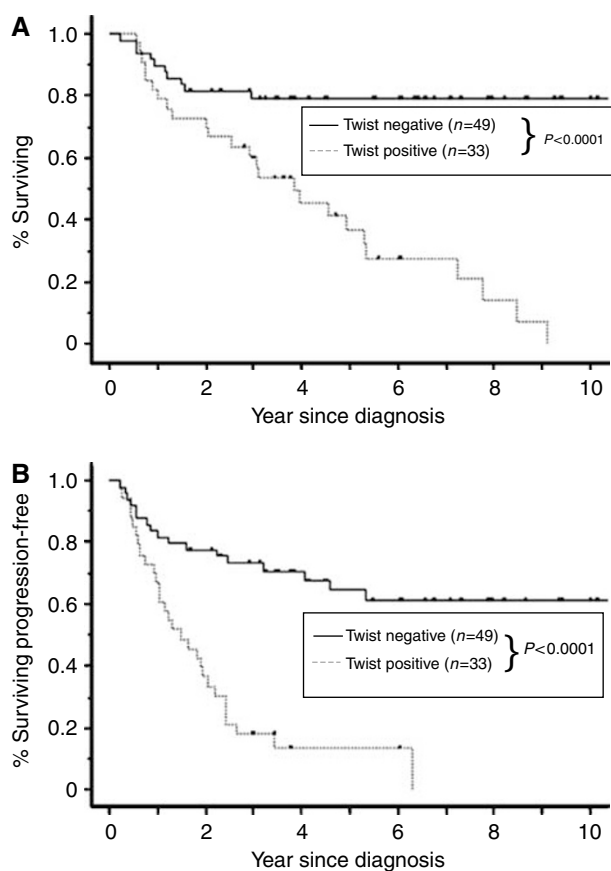 A
1.0
0.8
0.6
0.4
0.2
0
% Surviving
Twist negative (n=49)
Twist positive (n=33)
} P<0.0001
0 2 4 6 8 10
Year since diagnosis
B
1.0
0.8
0.6
0.4
0.2
0
% Surviving progression-free
Twist negative (n=49)
Twist positive (n=33)
} P<0.0001
0 2 4 6 8 10
Year since diagnosis